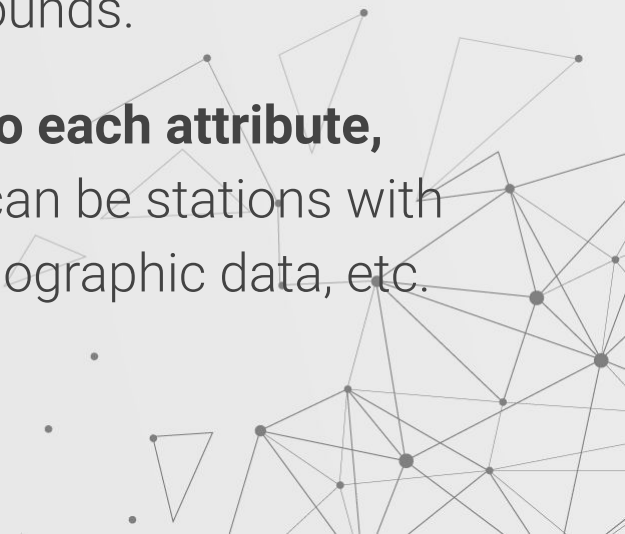 ounds.
o each attribute,
can be stations with
ographic data, etc.